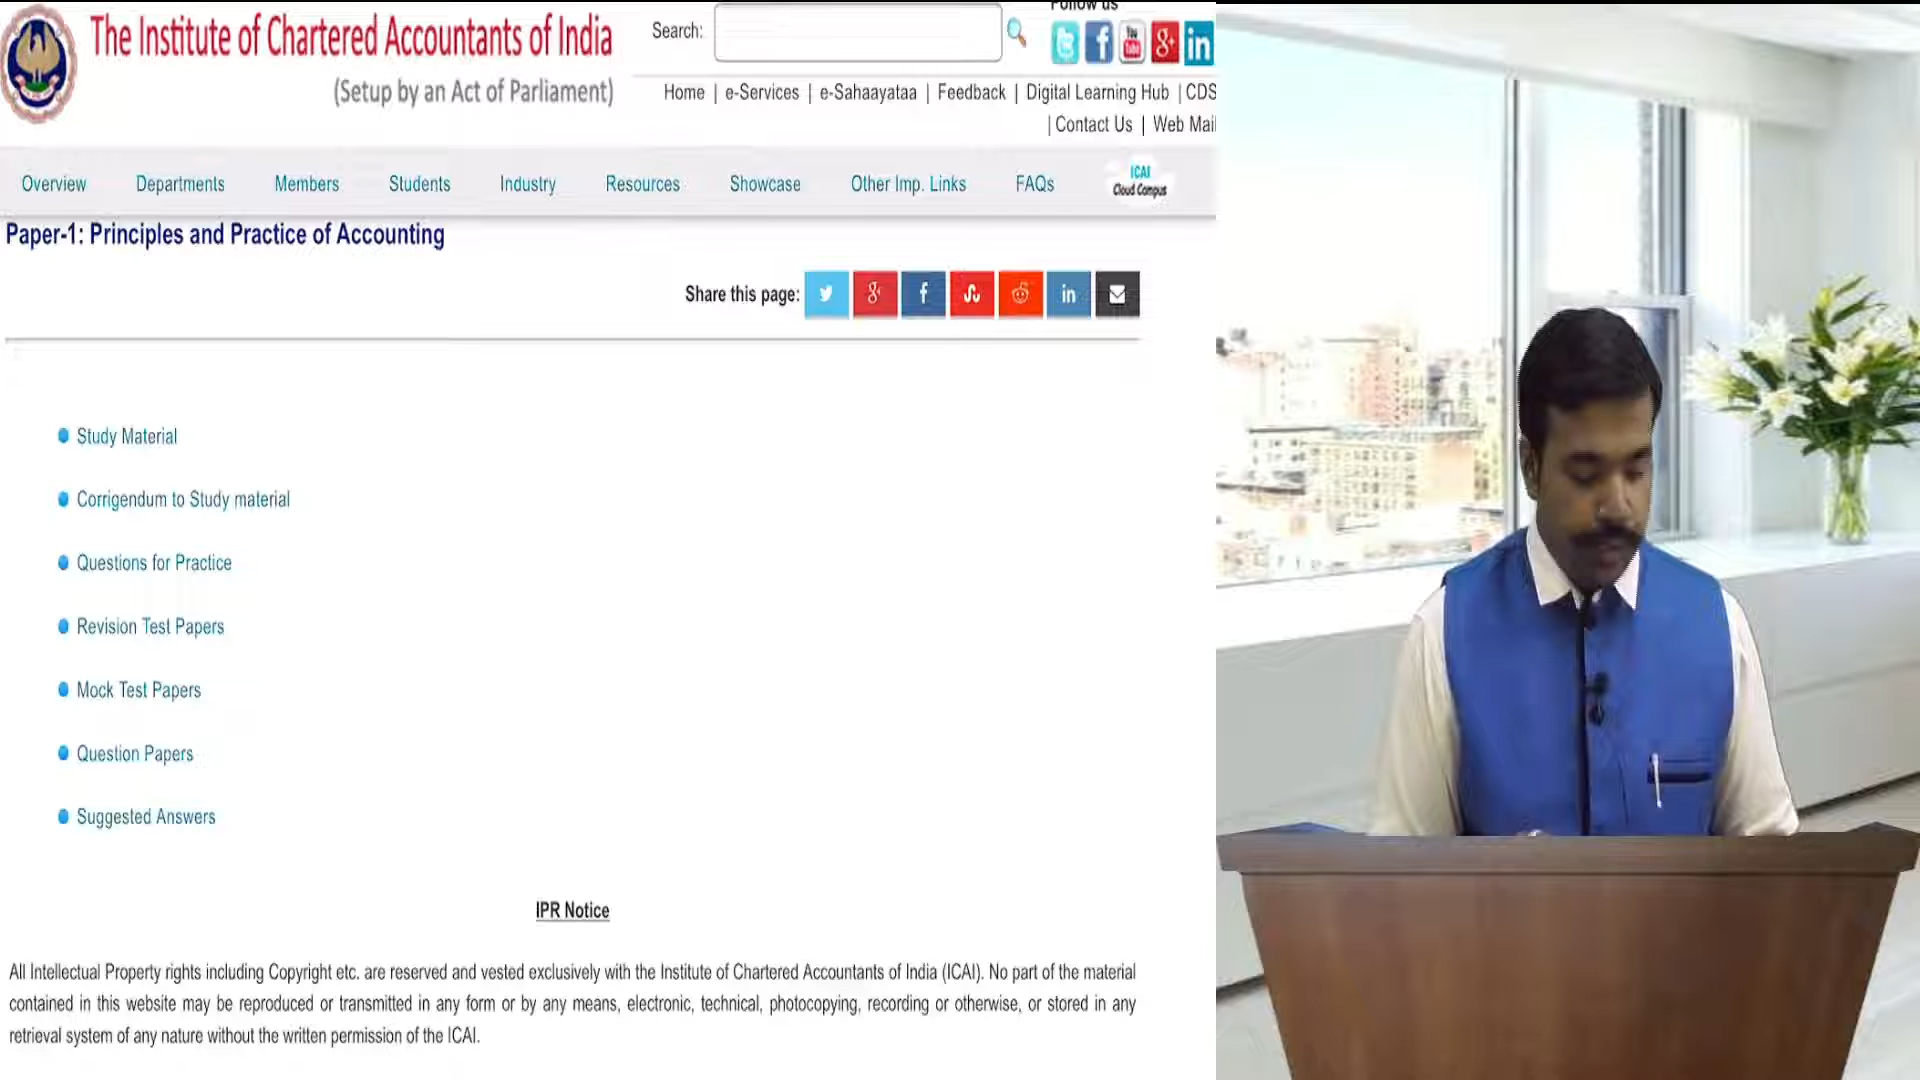 The Institute of Chartered Accountants of India
(Setup by an Act of Parliament)
Search:
Follow us
Home | e-Services | e-Sahaayataa | Feedback | Digital Learning Hub | CDS
| Contact Us | Web Mail
Overview Departments Members Students Industry Resources Showcase Other Imp. Links FAQs ICAI Cloud Campus
Paper-1: Principles and Practice of Accounting
Share this page:
Study Material
Corrigendum to Study material
Questions for Practice
Revision Test Papers
Mock Test Papers
Question Papers
Suggested Answers
IPR Notice
All Intellectual Property rights including Copyright etc. are reserved and vested exclusively with the Institute of Chartered Accountants of India (ICAI). No part of the material
contained in this website may be reproduced or transmitted in any form or by any means, electronic, technical, photocopying, recording or otherwise, or stored in any
retrieval system of any nature without the written permission of the ICAI.